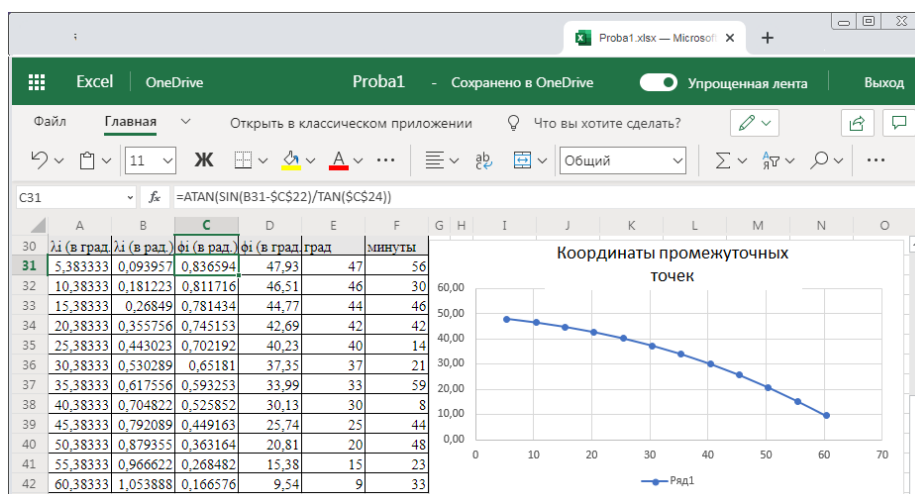 Proba1.xlsx — Microsof
Excel OneDrive Proba1 - Сохранено в OneDrive Упрощенная лента Выход
Файл Главная Открыть в классическом приложении Что вы хотите сделать?
11 Ж А ab Общий Σ АЯ
C31 fx =ATAN(SIN(B31-$C$22)/TAN($C$24))
A B C D E F G H I J K L M N O
30 λi (в град. λi (в рад.) φi (в рад.) φi (в град. град минуты
31 5,383333 0,093957 0,836594 47,93 47 56
32 10,38333 0,181223 0,811716 46,51 46 30
33 15,38333 0,26849 0,781434 44,77 44 46
34 20,38333 0,355756 0,745153 42,69 42 42
35 25,38333 0,443023 0,702192 40,23 40 14
36 30,38333 0,530289 0,65181 37,35 37 21
37 35,38333 0,617556 0,593253 33,99 33 59
38 40,38333 0,704822 0,525852 30,13 30 8
39 45,38333 0,792089 0,449163 25,74 25 44
40 50,38333 0,879355 0,363164 20,81 20 48
41 55,38333 0,966622 0,268482 15,38 15 23
42 60,38333 1,053888 0,166576 9,54 9 33
Координаты промежуточных
точек
60,00
50,00
40,00
30,00
20,00
10,00
0,00
0 10 20 30 40 50 60 70
Ряд1